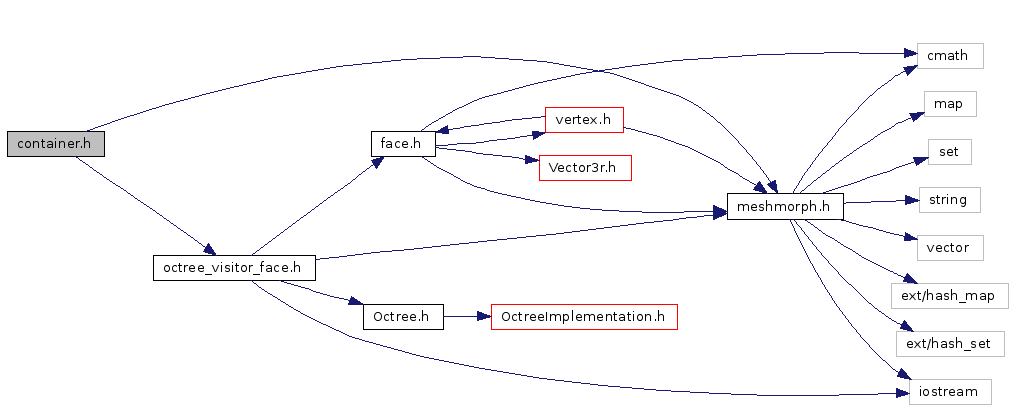 container.h
octree_visitor_face.h
face.h
Octree.h
vertex.h
Vector3r.h
OctreeImplementation.h
meshmorph.h
cmath
map
set
string
vector
ext/hash_map
ext/hash_set
iostream